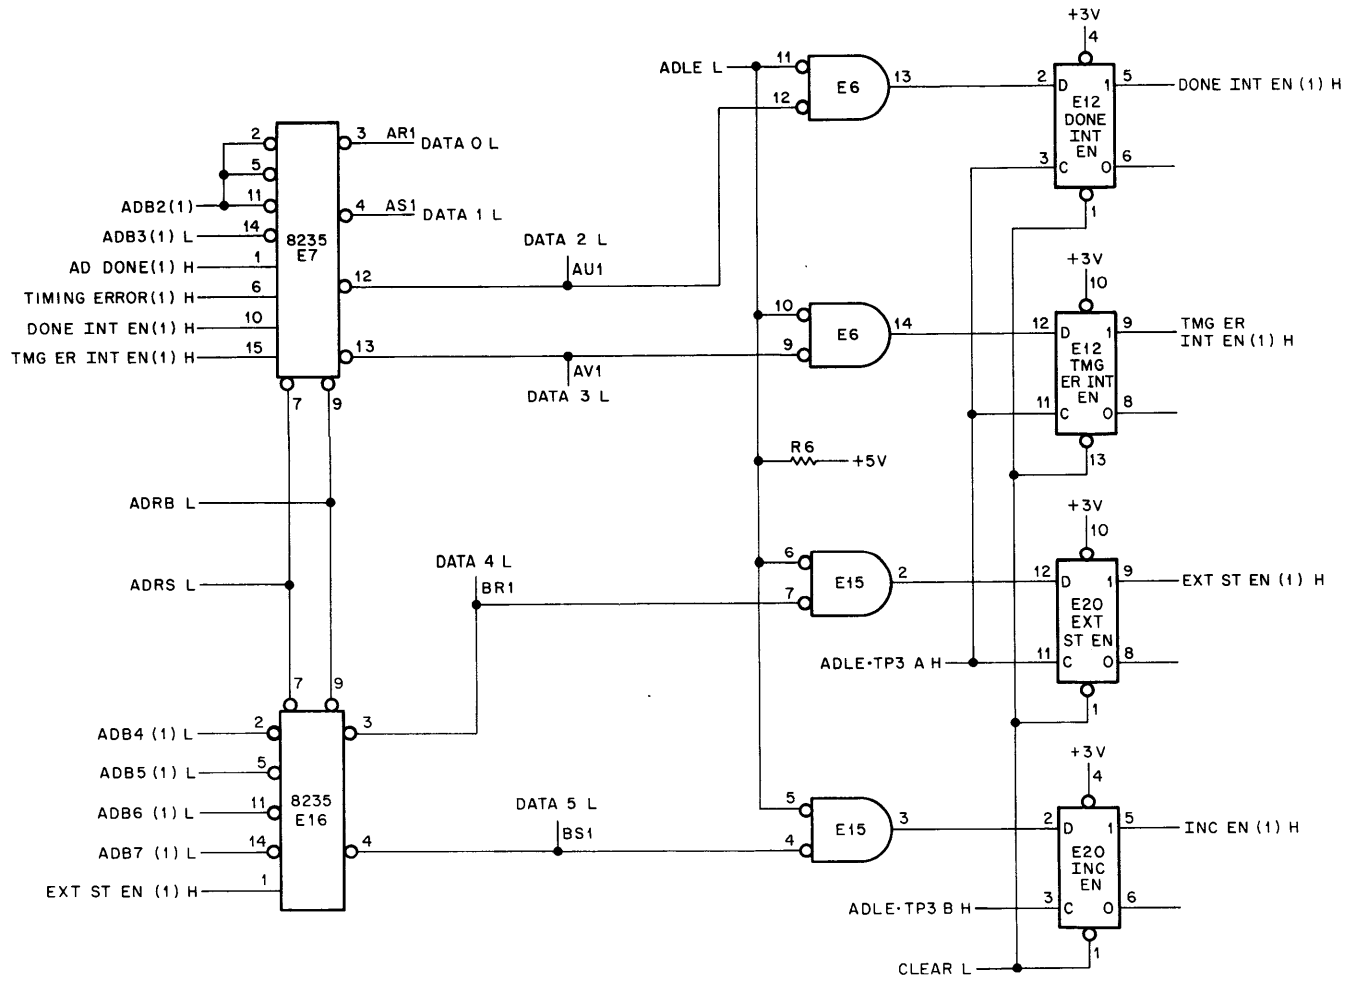 +3V
4
ADLE L
11
12
E6
13
2
D
1
5
DONE INT EN (1) H
E12
DONE
INT
EN
3
C
O
6
1
2
5
11
14
1
6
10
15
ADB2(1)
ADB3(1) L
AD DONE(1) H
TIMING ERROR(1) H
DONE INT EN(1) H
TMG ER INT EN(1) H
8235
E7
3
AR1
DATA 0 L
4
AS1
DATA 1 L
12
DATA 2 L
AU1
13
AV1
DATA 3 L
7
9
+3V
10
10
9
E6
14
12
D
1
9
TMG ER
INT EN(1) H
E12
TMG
ER INT
EN
11
C
O
8
13
R6
+5V
ADRB L
ADRS L
+3V
10
DATA 4 L
BR1
6
7
E15
2
12
D
1
9
EXT ST EN (1) H
E20
EXT
ST EN
ADLE·TP3 A H
11
C
O
8
1
7
9
ADB4 (1) L
2
ADB5 (1) L
5
ADB6 (1) L
11
ADB7 (1) L
14
EXT ST EN (1) H
1
8235
E16
3
4
DATA 5 L
BS1
+3V
4
5
4
E15
3
2
D
1
5
INC EN (1) H
E20
INC
EN
ADLE·TP3 B H
3
C
O
6
1
CLEAR L